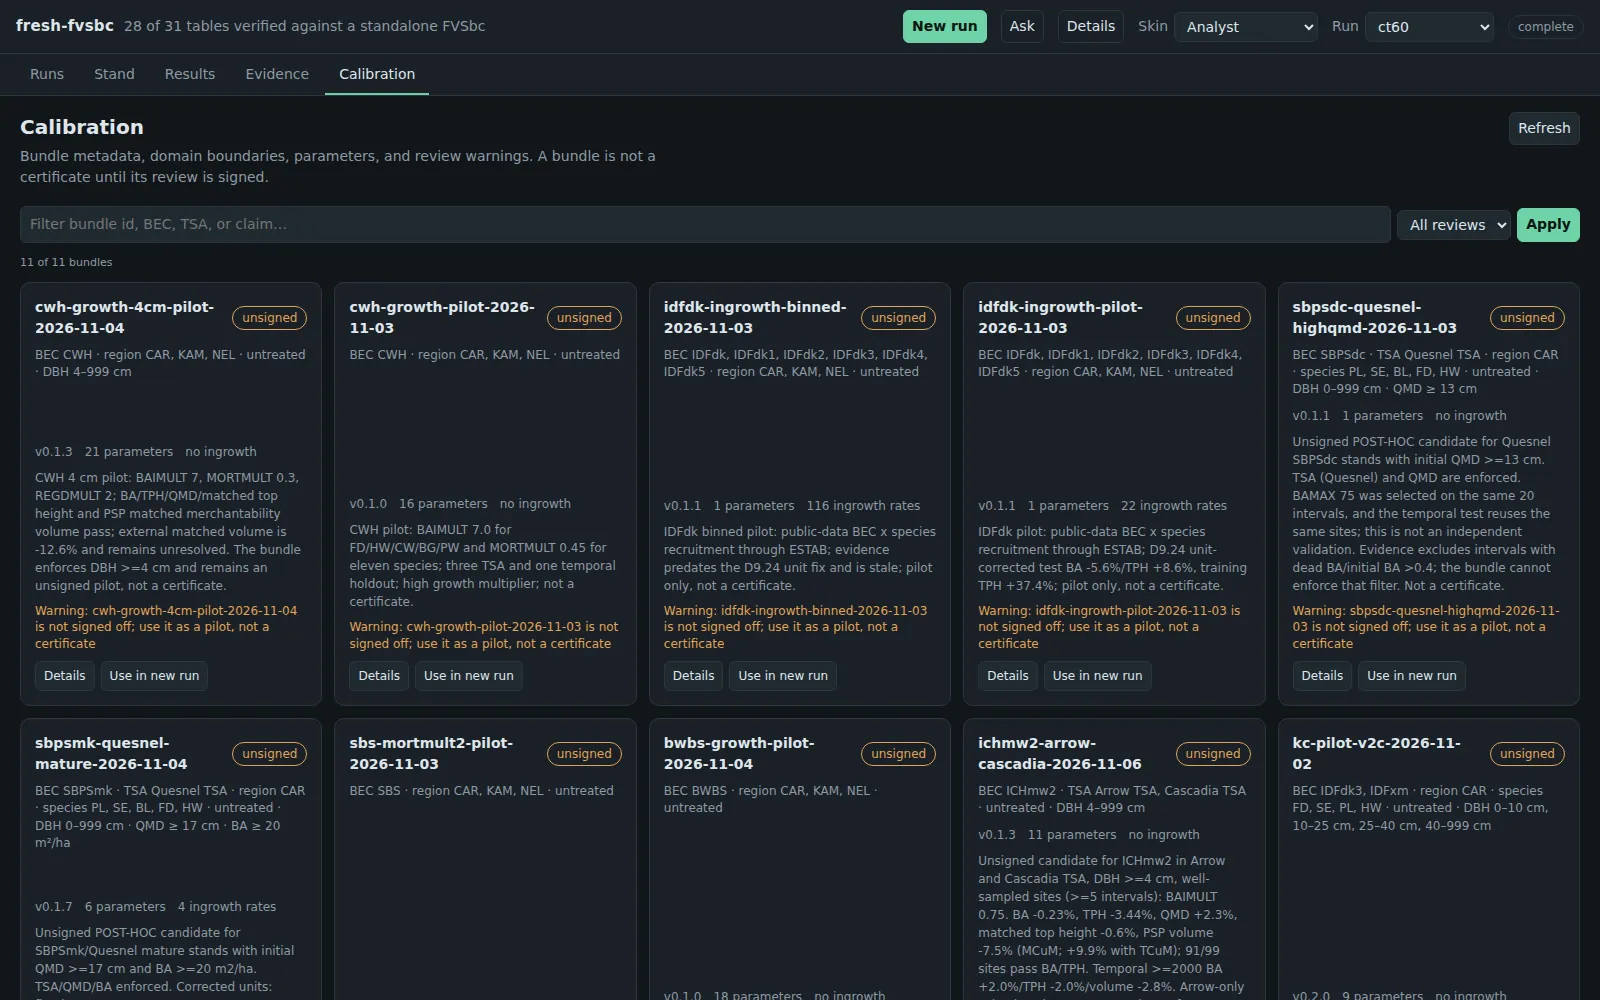 fresh-fvsbc 28 of 31 tables verified against a standalone FVSbc New run Ask Details Skin Analyst Run ct60 complete
Runs Stand Results Evidence Calibration
Calibration
Refresh
Bundle metadata, domain boundaries, parameters, and review warnings. A bundle is not a
certificate until its review is signed.
Filter bundle id, BEC, TSA, or claim... All reviews Apply
11 of 11 bundles
cwh-growth-4cm-pilot-
2026-11-04
unsigned
BEC CWH · region CAR, KAM, NEL · untreated
· DBH 4–999 cm
v0.1.3 21 parameters no ingrowth
CWH 4 cm pilot: BAIMULT 7, MORTMULT 0.3,
REGDMULT 2; BA/TPH/QMD/matched top
height and PSP matched merchantability
volume pass; external matched volume is
-12.6% and remains unresolved. The bundle
enforces DBH >=4 cm and remains an
unsigned pilot, not a certificate.
Warning: cwh-growth-4cm-pilot-2026-11-04
is not signed off; use it as a pilot, not a
certificate
Details Use in new run
cwh-growth-pilot-2026-
11-03
unsigned
BEC CWH · region CAR, KAM, NEL · untreated
v0.1.0 16 parameters no ingrowth
CWH pilot: BAIMULT 7.0 for
FD/HW/CW/BG/PW and MORTMULT 0.45 for
eleven species; three TSA and one temporal
holdout; high growth multiplier; not a
certificate.
Warning: cwh-growth-pilot-2026-11-03 is not
signed off; use it as a pilot, not a certificate
Details Use in new run
idfdk-ingrowth-binned-
2026-11-03
unsigned
BEC IDFdk, IDFdk1, IDFdk2, IDFdk3, IDFdk4,
IDFdk5 · region CAR, KAM, NEL · untreated
v0.1.1 1 parameters 116 ingrowth rates
IDFdk binned pilot: public-data BEC x species
recruitment through ESTAB; evidence
predates the D9.24 unit fix and is stale; pilot
only, not a certificate.
Warning: idfdk-ingrowth-binned-2026-11-03
is not signed off; use it as a pilot, not a
certificate
Details Use in new run
idfdk-ingrowth-pilot-
2026-11-03
unsigned
BEC IDFdk, IDFdk1, IDFdk2, IDFdk3, IDFdk4,
IDFdk5 · region CAR, KAM, NEL · untreated
v0.1.1 1 parameters 22 ingrowth rates
IDFdk pilot: public-data BEC x species
recruitment through ESTAB; D9.24 unit-
corrected test BA -5.6%/TPH +8.6%, training
TPH +37.4%; pilot only, not a certificate.
Warning: idfdk-ingrowth-pilot-2026-11-03 is
not signed off; use it as a pilot, not a
certificate
Details Use in new run
sbpsdc-quesnel-
highqmd-2026-11-03
unsigned
BEC SBPSdc · TSA Quesnel TSA · region CAR
· species PL, SE, BL, FD, HW · untreated ·
DBH 0–999 cm · QMD ≥ 13 cm
v0.1.1 1 parameters no ingrowth
Unsigned POST-HOC candidate for Quesnel
SBPSdc stands with initial QMD >=13 cm.
TSA (Quesnel) and QMD are enforced.
BAMAX 75 was selected on the same 20
intervals, and the temporal test reuses the
same sites; this is not an independent
validation. Evidence excludes intervals with
dead BA/initial BA >0.4; the bundle cannot
enforce that filter. Not a certificate.
Warning: sbpsdc-quesnel-highqmd-2026-11-
03 is not signed off; use it as a pilot, not a
certificate
Details Use in new run
sbpsmk-quesnel-
mature-2026-11-04
unsigned
BEC SBPSmk · TSA Quesnel TSA · region CAR
· species PL, SE, BL, FD, HW · untreated ·
DBH 0–999 cm · QMD ≥ 17 cm · BA ≥ 20
m²/ha
v0.1.7 6 parameters 4 ingrowth rates
Unsigned POST-HOC candidate for
SBPSmk/Quesnel mature stands with initial
QMD >=17 cm and BA >=20 m2/ha.
TSA/QMD/BA enforced. Corrected units:
sbs-mortmult2-pilot-
2026-11-03
unsigned
BEC SBS · region CAR, KAM, NEL · untreated
bwbs-growth-pilot-
2026-11-04
unsigned
BEC BWBS · region CAR, KAM, NEL ·
untreated
v0.1.0 18 parameters no ingrowth
ichmw2-arrow-
cascadia-2026-11-06
unsigned
BEC ICHmw2 · TSA Arrow TSA, Cascadia TSA
· untreated · DBH 4–999 cm
v0.1.3 11 parameters no ingrowth
Unsigned candidate for ICHmw2 in Arrow
and Cascadia TSA, DBH >=4 cm, well-
sampled sites (>=5 intervals): BAIMULT
0.75. BA -0.23%, TPH -3.44%, QMD +2.3%,
matched top height -0.6%, PSP volume
-7.5% (MCuM; +9.9% with TCuM); 91/99
sites pass BA/TPH. Temporal >=2000 BA
+2.0%/TPH -2.0%/volume -2.8%. Arrow-only
kc-pilot-v2c-2026-11-
02
unsigned
BEC IDFdk3, IDFxm · region CAR · species
FD, SE, PL, HW · untreated · DBH 0–10 cm,
10–25 cm, 25–40 cm, 40–999 cm
v0.2.0 9 parameters no ingrowth